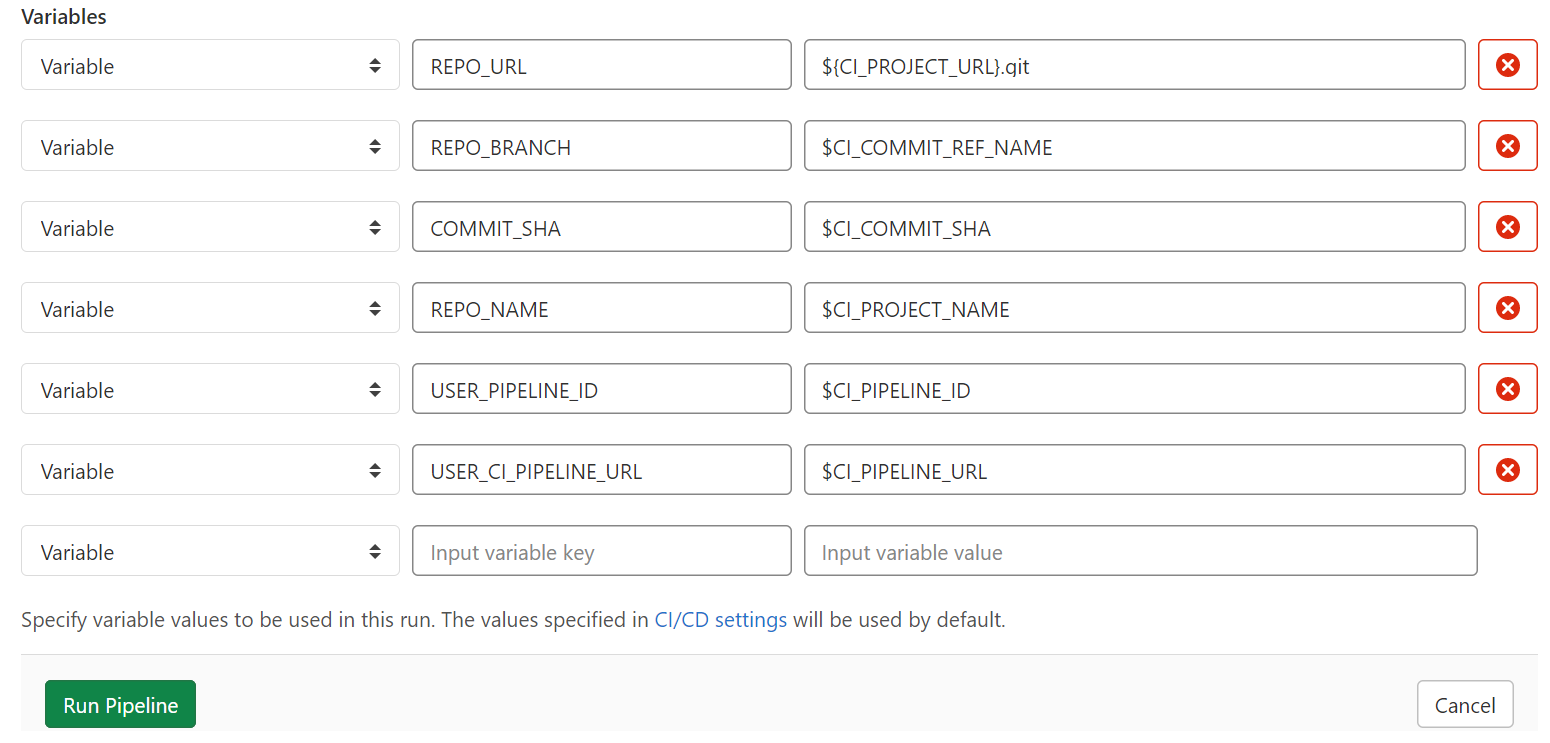 Variables
Variable REPO_URL ${CI_PROJECT_URL}.git
Variable REPO_BRANCH $CI_COMMIT_REF_NAME
Variable COMMIT_SHA $CI_COMMIT_SHA
Variable REPO_NAME $CI_PROJECT_NAME
Variable USER_PIPELINE_ID $CI_PIPELINE_ID
Variable USER_CI_PIPELINE_URL $CI_PIPELINE_URL
Variable Input variable key Input variable value
Specify variable values to be used in this run. The values specified in CI/CD settings will be used by default.
Run Pipeline Cancel